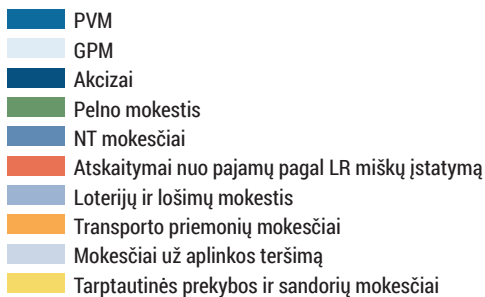 PVM
GPM
Akcizai
Pelno mokestis
NT mokesčiai
Atskaitymai nuo pajamų pagal LR miškų įstatymą
Loterijų ir lošimų mokestis
Transporto priemonių mokesčiai
Mokesčiai už aplinkos teršimą
Tarptautinės prekybos ir sandorių mokesčiai